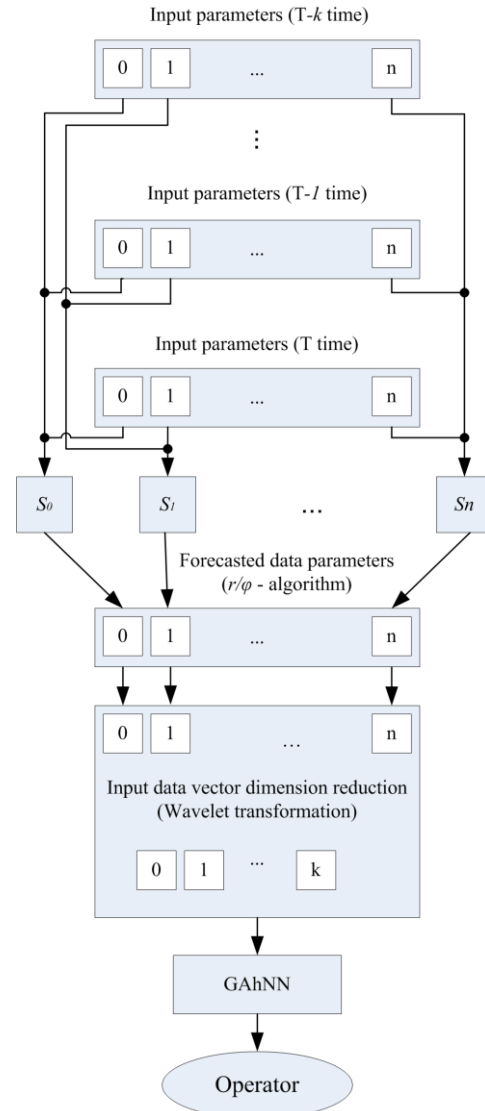 Input parameters (T-k time)
0 1 ... n
...
Input parameters (T-1 time)
0 1 ... n
Input parameters (T time)
0 1 ... n
S0 S1 ... Sn
Forecasted data parameters
(r/φ - algorithm)
0 1 ... n
0 1 ... n
Input data vector dimension reduction
(Wavelet transformation)
0 1 ... k
GAhNN
Operator